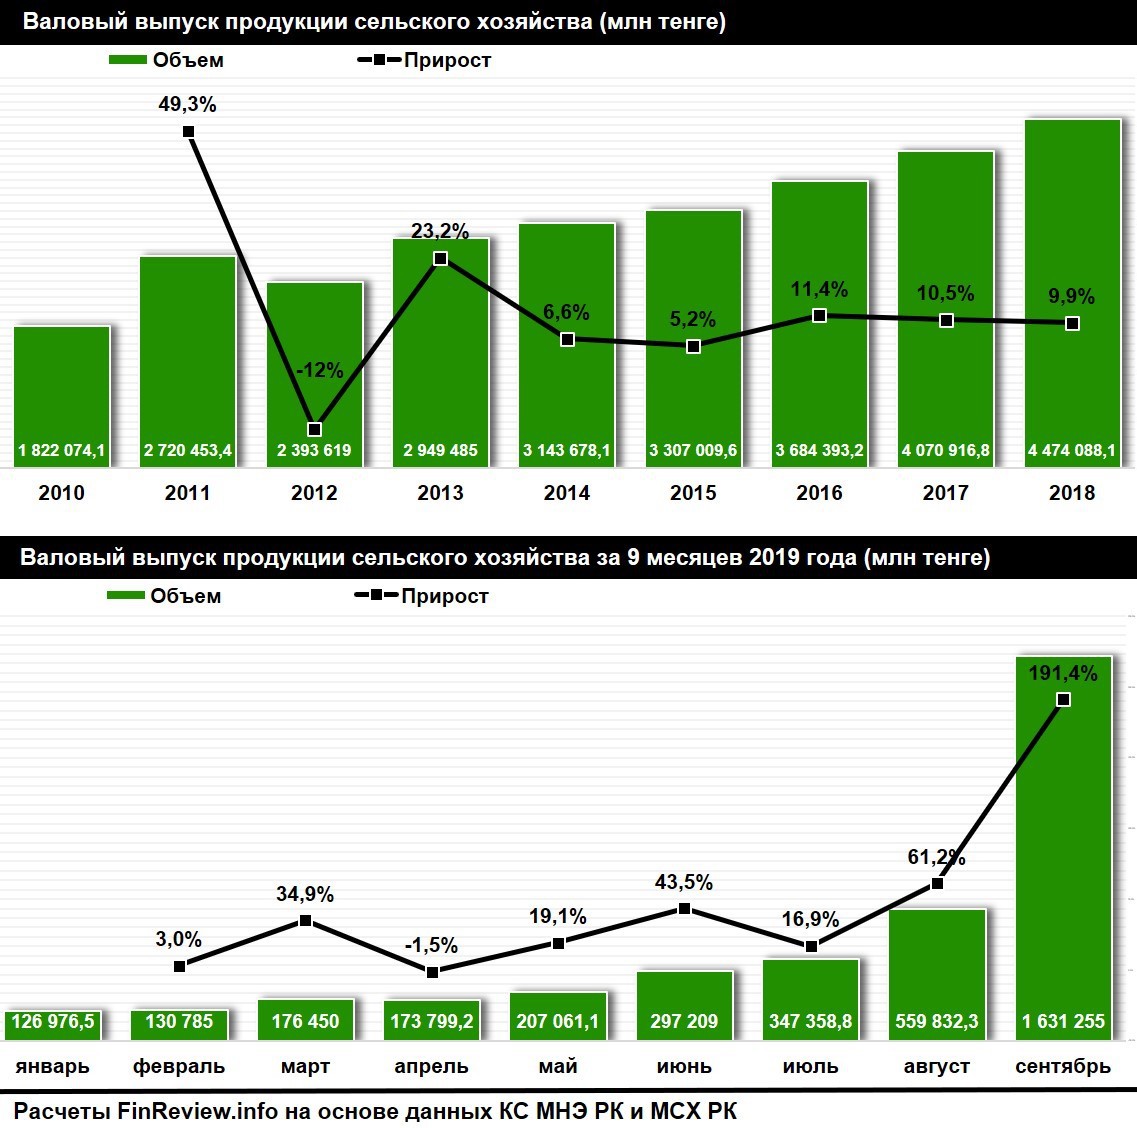 Валовый выпуск продукции сельского хозяйства (млн тенге)
Объем Прирост
49,3%
-12%
23,2%
6,6%
5,2%
11,4%
10,5%
9,9%
1 822 074,1 2 720 453,4 2 393 619 2 949 485 3 143 678,1 3 307 009,6 3 684 393,2 4 070 916,8 4 474 088,1
2010 2011 2012 2013 2014 2015 2016 2017 2018
Валовый выпуск продукции сельского хозяйства за 9 месяцев 2019 года (млн тенге)
Объем Прирост
3,0%
34,9%
-1,5%
19,1%
43,5%
16,9%
61,2%
191,4%
126 976,5 130 785 176 450 173 799,2 207 061,1 297 209 347 358,8 559 832,3 1 631 255
январь февраль март апрель май июнь июль август сентябрь
Расчеты FinReview.info на основе данных КС МНЭ РК и МСХ РК